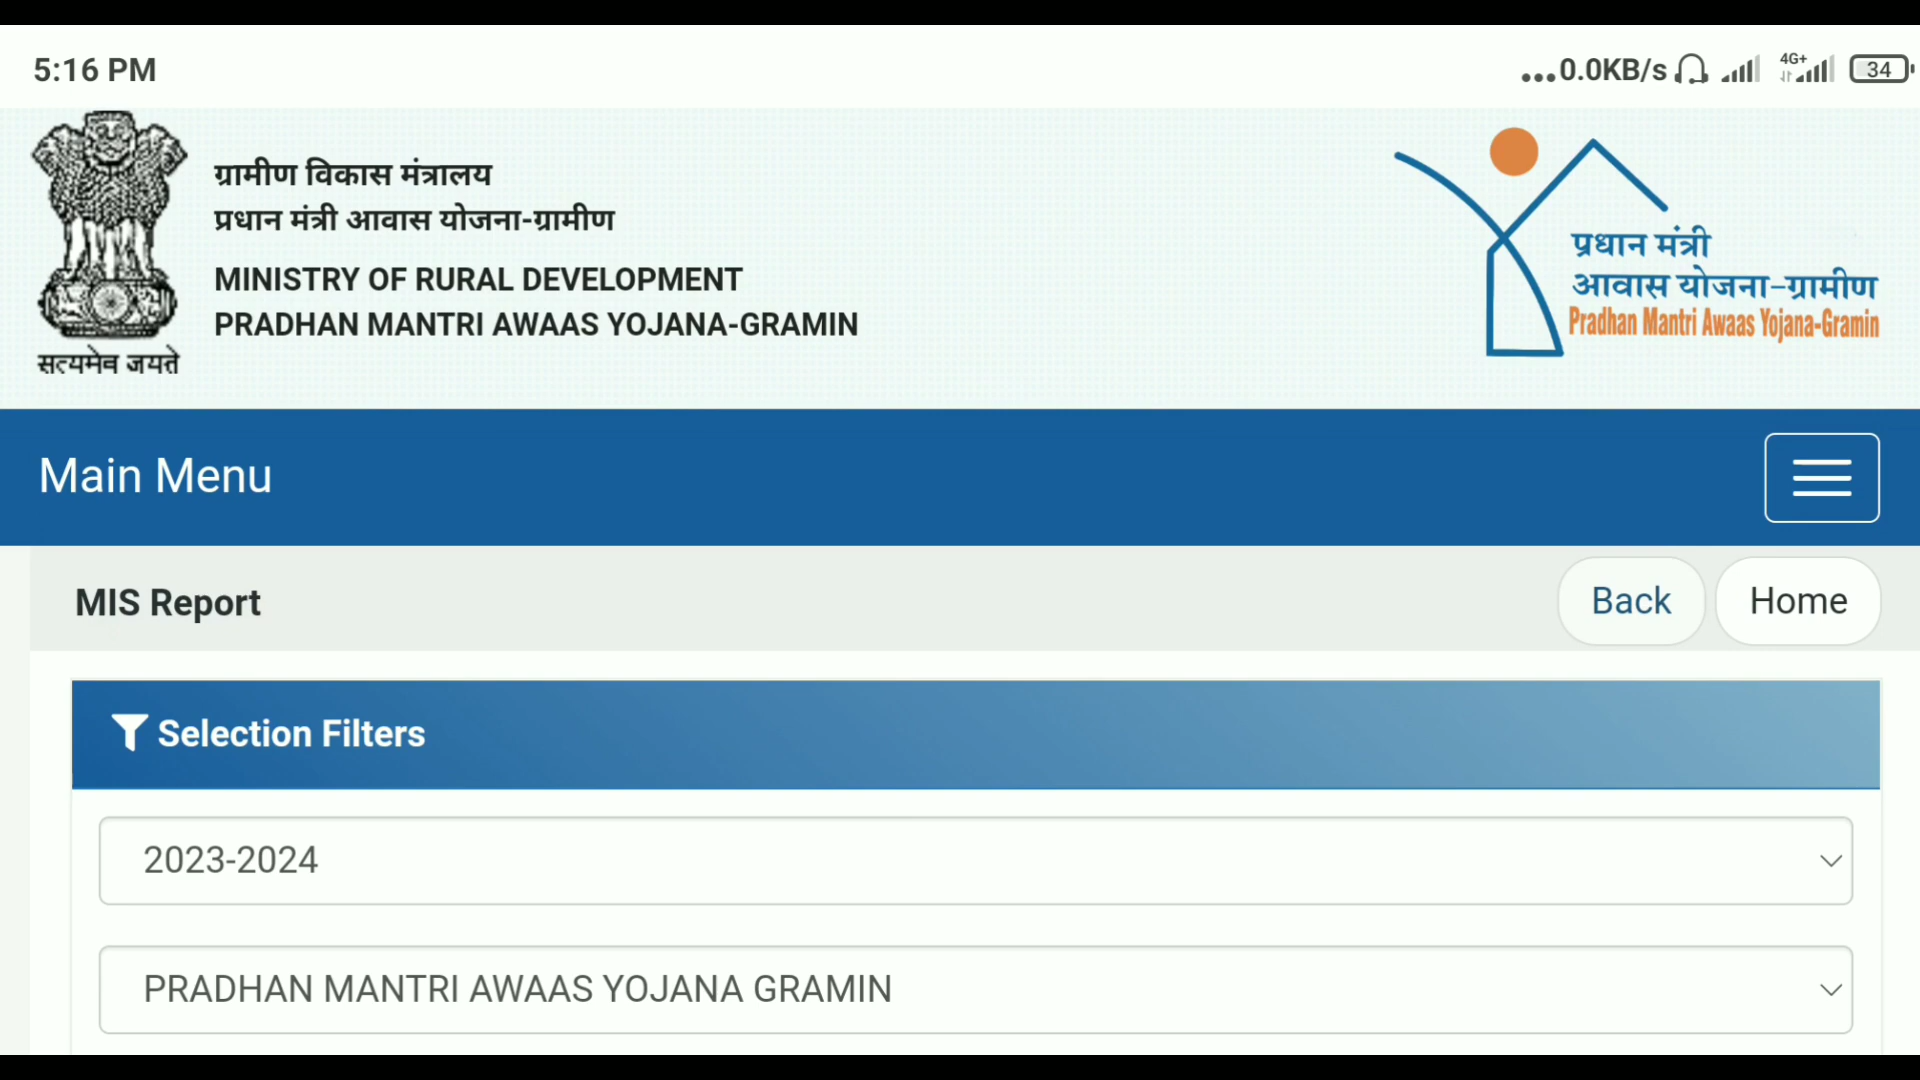 5:16 PM
...0.0KB/s 4G+ 34
ग्रामीण विकास मंत्रालय
प्रधान मंत्री आवास योजना-ग्रामीण
MINISTRY OF RURAL DEVELOPMENT
PRADHAN MANTRI AWAAS YOJANA-GRAMIN
सत्यमेव जयते
प्रधान मंत्री
आवास योजना-ग्रामीण
Pradhan Mantri Awaas Yojana-Gramin
Main Menu
MIS Report
Back
Home
Selection Filters
2023-2024
PRADHAN MANTRI AWAAS YOJANA GRAMIN